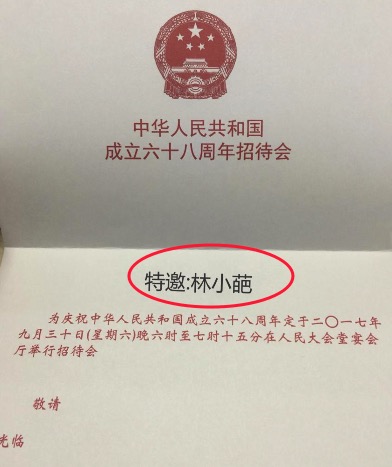 中华人民共和国
成立六十八周年招待会
特邀:林小葩
为庆祝中华人民共和国成立六十八周年定于二〇一七年
九月三十日(星期六)晚六时至七时十五分在人民大会堂宴会
厅举行招待会
敬请
光临